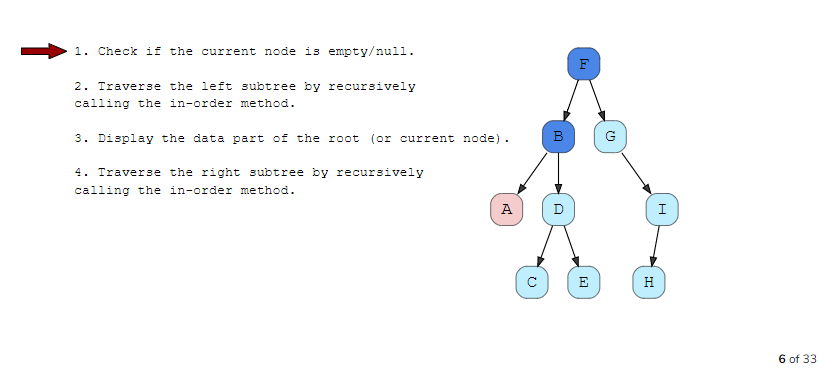 1. Check if the current node is empty/null.
2. Traverse the left subtree by recursively
calling the in-order method.
3. Display the data part of the root (or current node).
4. Traverse the right subtree by recursively
calling the in-order method.
F
B G
A D I
C E H
6 of 33